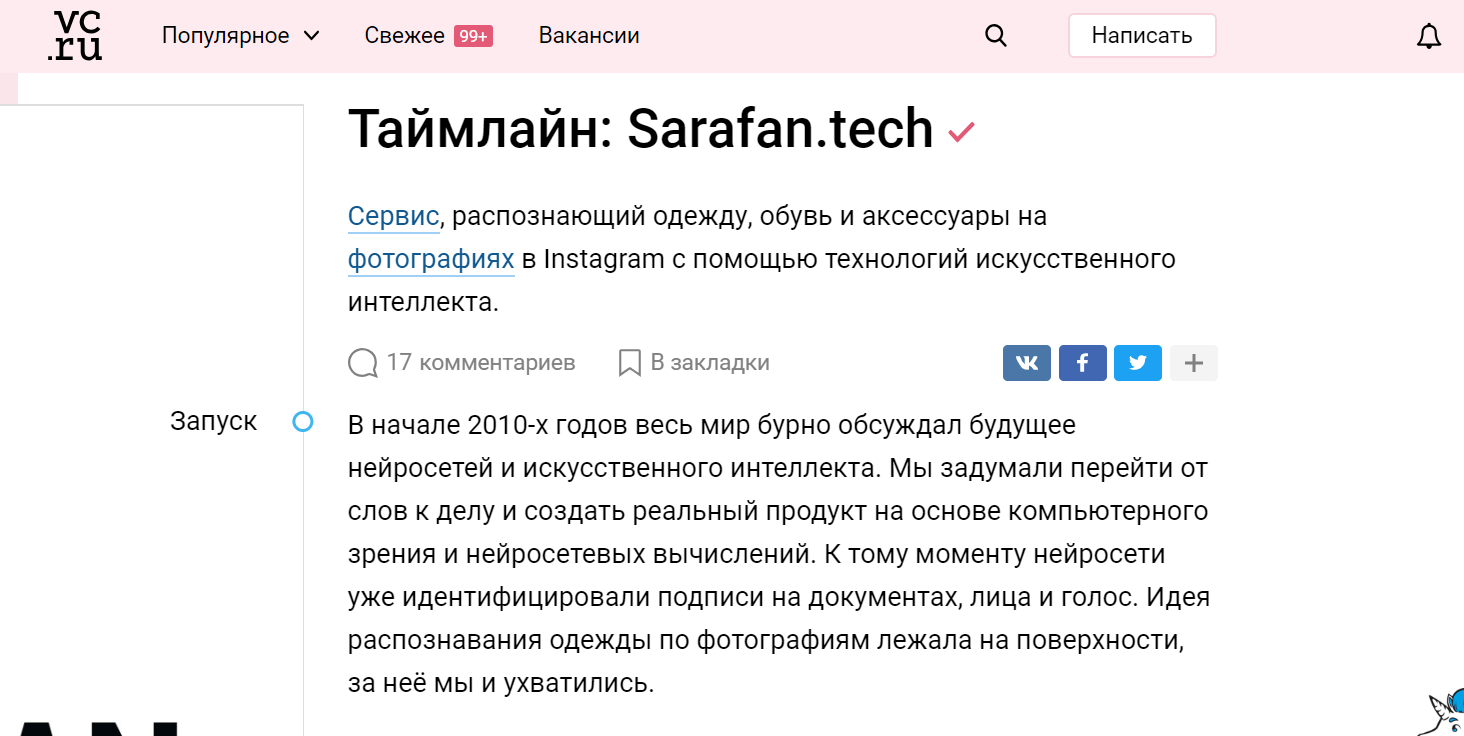 vc
.ru
Популярное
Свежее 99+
Вакансии
Написать
Таймлайн: Sarafan.tech
Сервис, распознающий одежду, обувь и аксессуары на
фотографиях в Instagram с помощью технологий искусственного
интеллекта.
17 комментариев
В закладки
Запуск
В начале 2010-х годов весь мир бурно обсуждал будущее
нейросетей и искусственного интеллекта. Мы задумали перейти от
слов к делу и создать реальный продукт на основе компьютерного
зрения и нейросетевых вычислений. К тому моменту нейросети
уже идентифицировали подписи на документах, лица и голос. Идея
распознавания одежды по фотографиям лежала на поверхности,
за неё мы и ухватились.